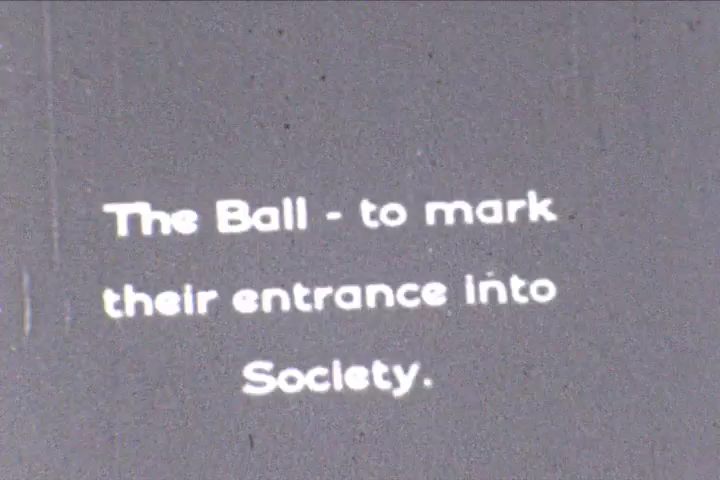 The Ball - to mark
their entrance into
Society.